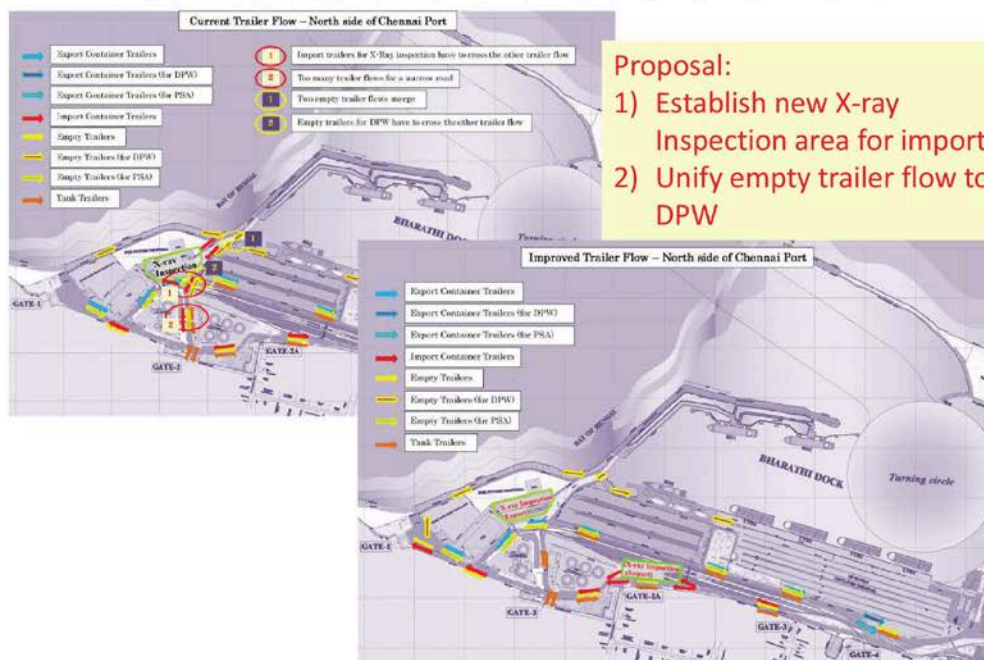 Current Trailer Flow – North side of Chennai Port
Export Container Trailers
Export Container Trailers (for DPW)
Export Container Trailers (for PSA)
Import Container Trailers
Empty Trailers
Empty Trailers (for DPW)
Empty Trailers (for PSA)
Tank Trailers
1 Import trailers for X-Ray inspection have to cross the other trailer flow
2 Too many trailer flows for a narrow road
1 Two empty trailer flows merge
2 Empty trailers for DPW have to cross the other trailer flow
BAY OF BENGAL
BHARATHI DOCK
Turning circle
X-ray
Inspection
1
2
1
2
GATE-1
GATE-2
GATE-2A
Proposal:
1) Establish new X-ray
Inspection area for import
2) Unify empty trailer flow to
DPW
Improved Trailer Flow – North side of Chennai Port
Export Container Trailers
Export Container Trailers (for DPW)
Export Container Trailers (for PSA)
Import Container Trailers
Empty Trailers
Empty Trailers (for DPW)
Empty Trailers (for PSA)
Tank Trailers
BAY OF BENGAL
BHARATHI DOCK
Turning circle
X-ray Inspection
GATE-1
X-ray Inspection
GATE-2
GATE-2A
GATE-3
GATE-4